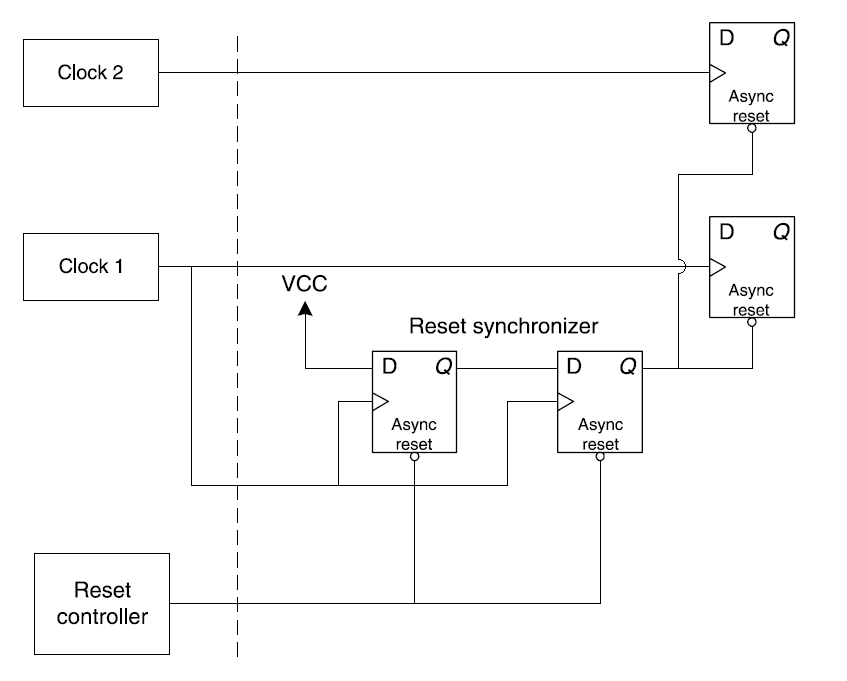 D Q
Clock 2
Async
reset
D Q
Clock 1
Async
reset
VCC
Reset synchronizer
D Q
D Q
Async
reset
Async
reset
Reset
controller